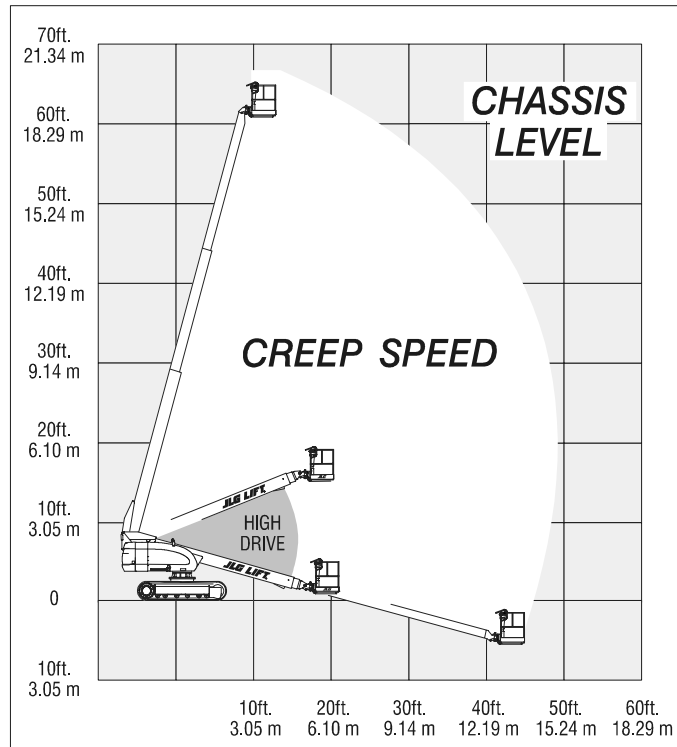 70ft.
21.34 m
CHASSIS
LEVEL
60ft.
18.29 m
50ft.
15.24 m
40ft.
12.19 m
30ft.
9.14 m
CREEP SPEED
20ft.
6.10 m
JLG LIFT.
10ft.
3.05 m
HIGH
DRIVE
JLG LIFT.
0
10ft.
3.05 m
10ft. 20ft. 30ft. 40ft. 50ft. 60ft.
3.05 m 6.10 m 9.14 m 12.19 m 15.24 m 18.29 m